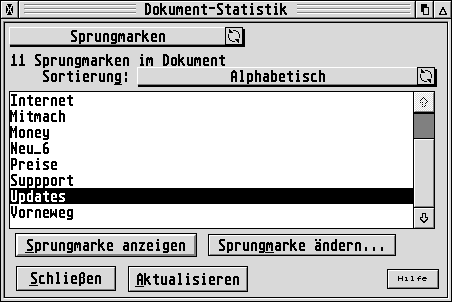 Dokument-Statistik
Sprungmarken
11 Sprungmarken im Dokument
Sortierung: Alphabetisch
Internet
Mitmach
Money
Neu_6
Preise
Suppport
Updates
Vorneweg
Sprungmarke anzeigen Sprungmarke ändern...
Schließen Aktualisieren Hilfe